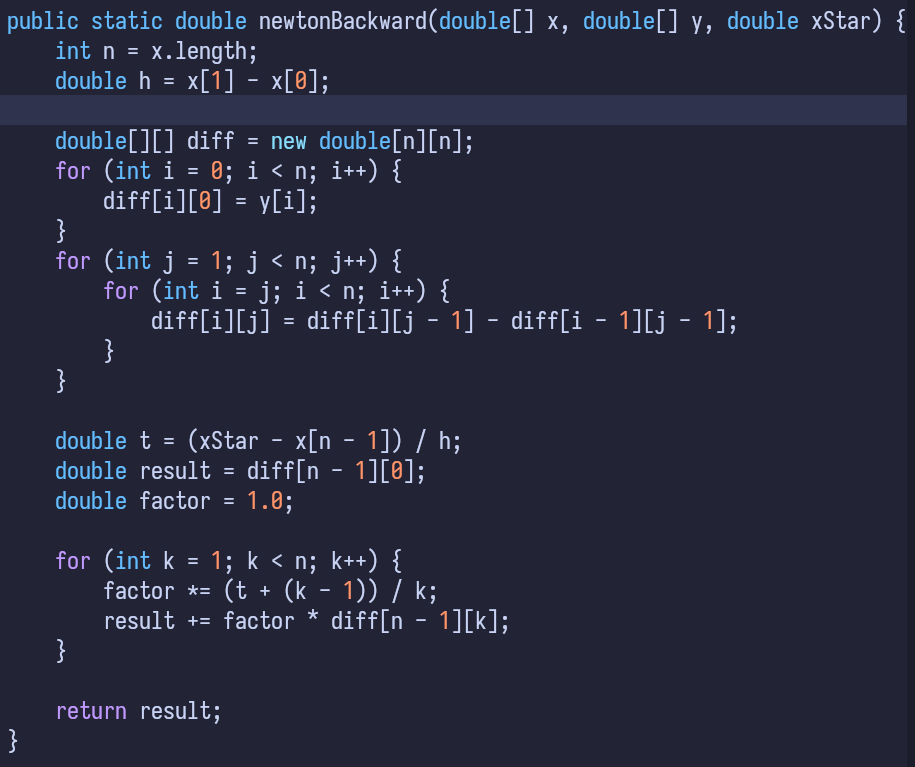 public static double newtonBackward(double[] x, double[] y, double xStar) {
    int n = x.length;
    double h = x[1] - x[0];

    double[][] diff = new double[n][n];
    for (int i = 0; i < n; i++) {
        diff[i][0] = y[i];
    }
    for (int j = 1; j < n; j++) {
        for (int i = j; i < n; i++) {
            diff[i][j] = diff[i][j - 1] - diff[i - 1][j - 1];
        }
    }

    double t = (xStar - x[n - 1]) / h;
    double result = diff[n - 1][0];
    double factor = 1.0;

    for (int k = 1; k < n; k++) {
        factor *= (t + (k - 1)) / k;
        result += factor * diff[n - 1][k];
    }

    return result;
}